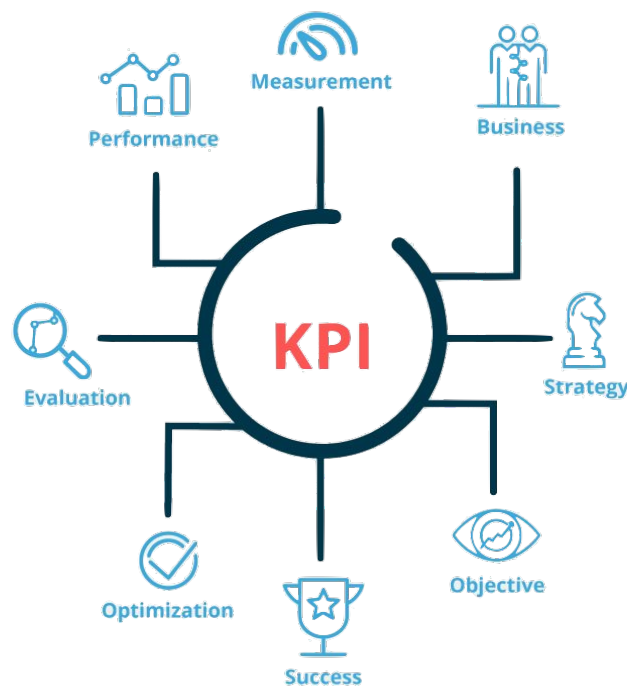 Measurement
Performance
Business
KPI
Evaluation
Strategy
Optimization
Objective
Success